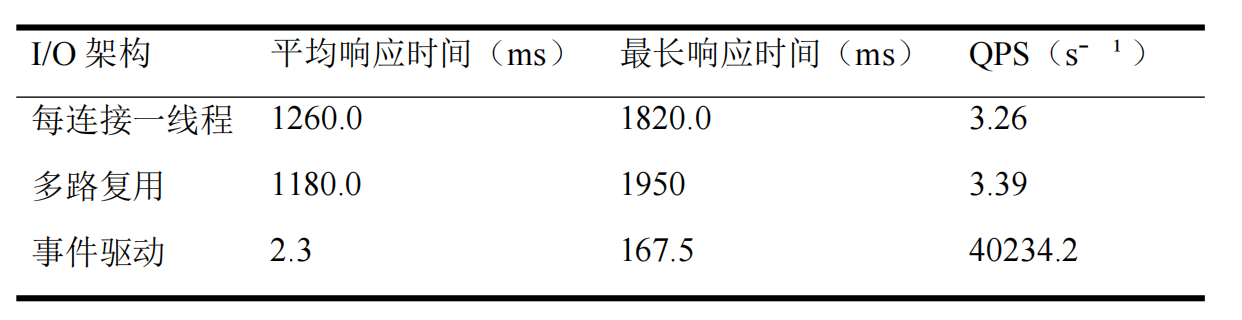 I/O 架构 平均响应时间（ms） 最长响应时间（ms） QPS（s⁻ ¹）
每连接一线程 1260.0 1820.0 3.26
多路复用 1180.0 1950 3.39
事件驱动 2.3 167.5 40234.2